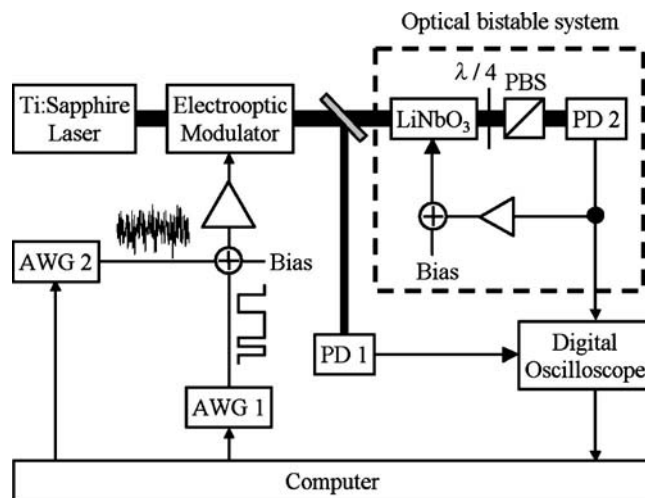 Optical bistable system
λ/4
PBS
Ti:Sapphire
Laser
Electrooptic
Modulator
LiNbO₃
PD 2
AWG 2
Bias
Bias
PD 1
Digital
Oscilloscope
AWG 1
Computer